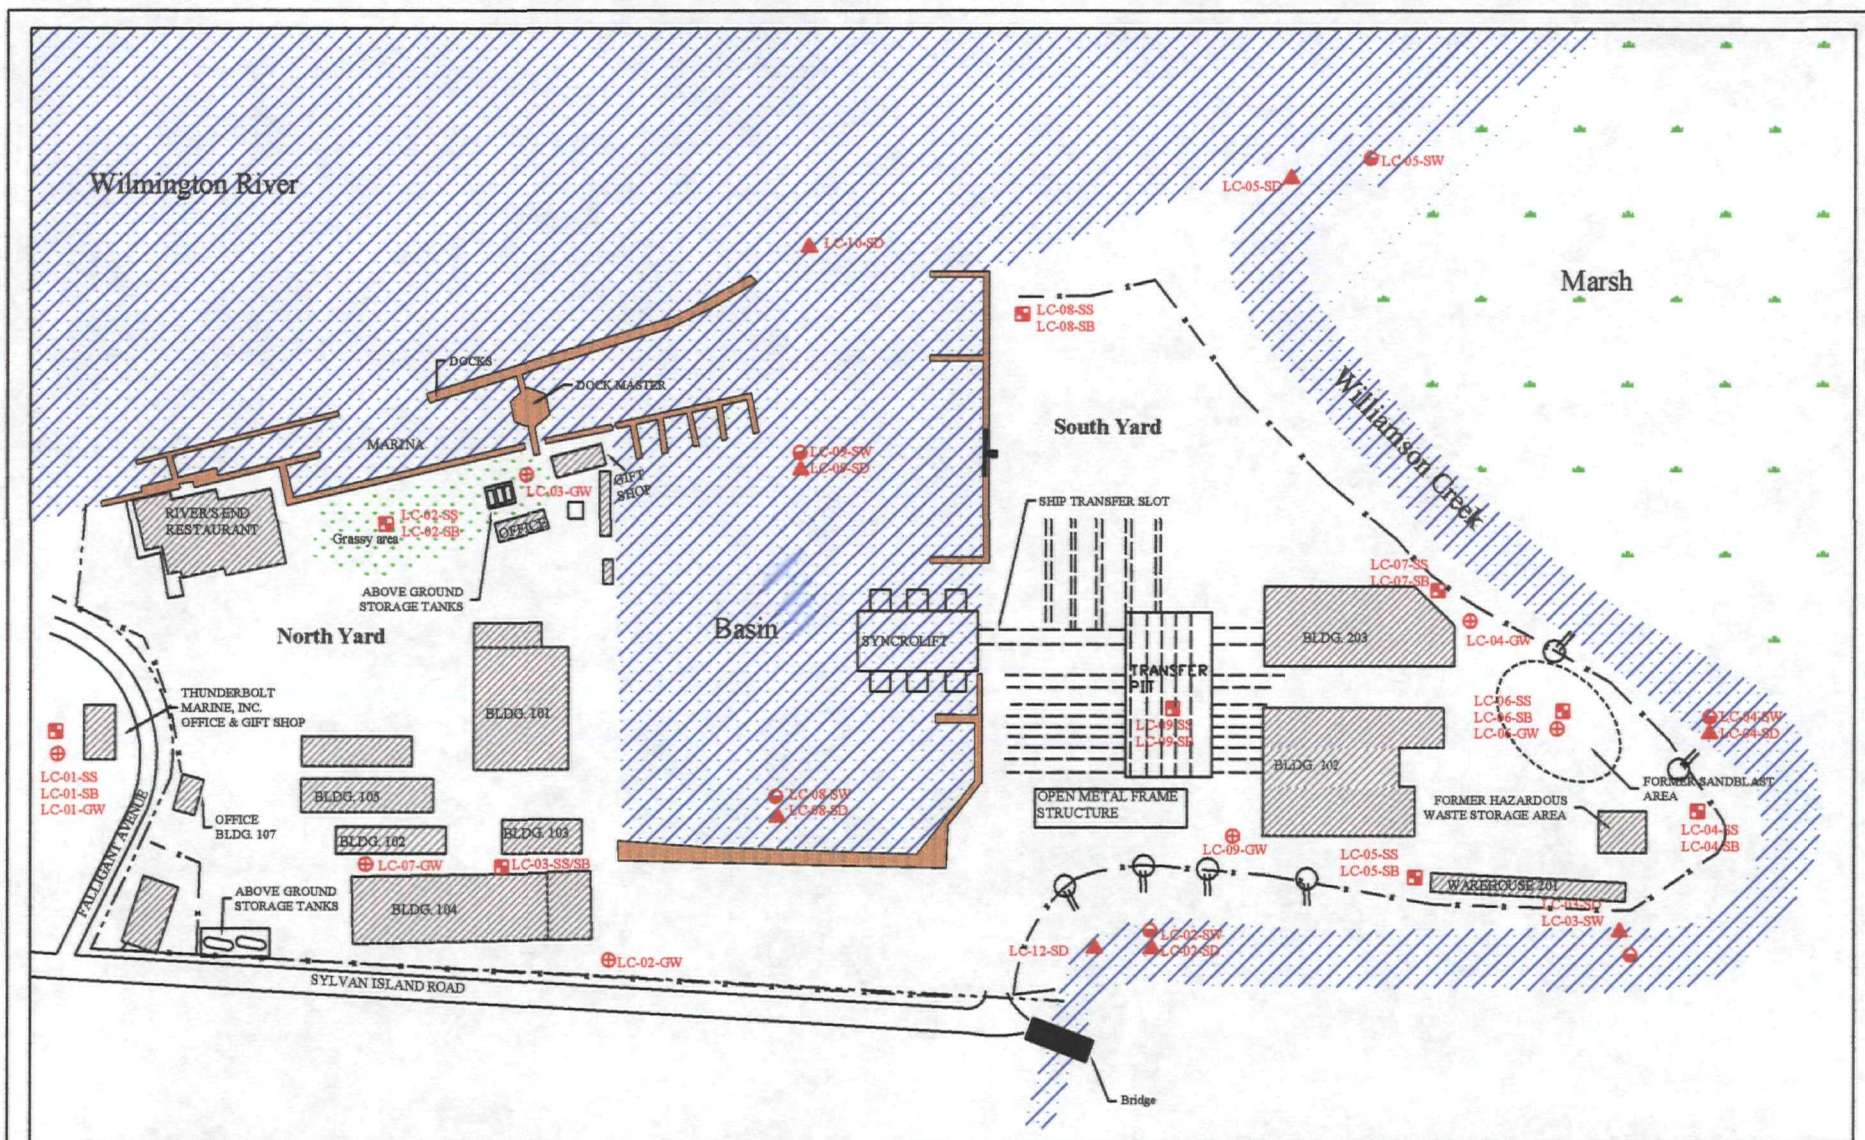 Wilmington River
LC-05-SW
LC-05-SD
LC-10-SD
Marsh
LC-08-SS
LC-08-SB
DOCKS
DOCK MASTER
MARINA
South Yard
Williamson Creek
LC-09-SW
LC-09-SD
GIFT
SHOP
LC-03-GW
SHIP TRANSFER SLOT
RIVER'S END
RESTAURANT
LC-02-SS
LC-02-SB
Grassy area
OFFICE
ABOVE GROUND
STORAGE TANKS
LC-07-SS
LC-07-SB
North Yard
Basin
SYNCROLIFT
BLDG. 203
LC-04-GW
TRANSFER
PIT
THUNDERBOLT
MARINE, INC.
OFFICE & GIFT SHOP
BLDG. 101
LC-09-SS
LC-09-SB
LC-06-SS
LC-06-SB
LC-06-GW
LC-04-SW
LC-04-SD
LC-01-SS
LC-01-SB
LC-01-GW
BLDG. 105
LC-08-SW
LC-08-SD
BLDG. 102
OPEN METAL FRAME
STRUCTURE
FORMER SANDBLAST
AREA
FORMER HAZARDOUS
WASTE STORAGE AREA
OFFICE
BLDG. 107
BLDG. 102
BLDG. 103
LC-04-SS
LC-04-SB
LC-09-GW
LC-07-GW
LC-03-SS/SB
LC-05-SS
LC-05-SB
FALLIGANT AVENUE
ABOVE GROUND
STORAGE TANKS
BLDG. 104
WAREHOUSE 201
LC-03-SD
LC-03-SW
LC-12-SD
LC-02-SW
LC-02-SD
LC-02-GW
SYLVAN ISLAND ROAD
Bridge